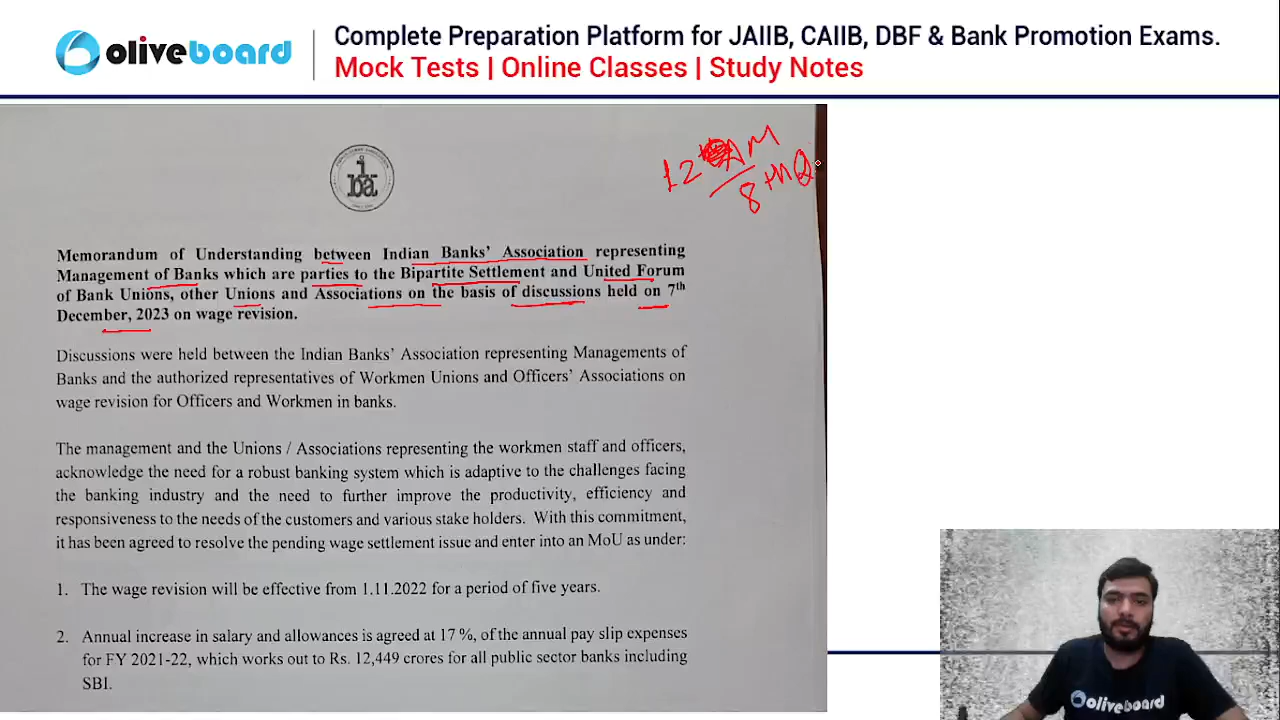 oliveboard
Complete Preparation Platform for JAIIB, CAIIB, DBF & Bank Promotion Exams.
Mock Tests | Online Classes | Study Notes
iba
Memorandum of Understanding between Indian Banks' Association representing
Management of Banks which are parties to the Bipartite Settlement and United Forum
of Bank Unions, other Unions and Associations on the basis of discussions held on 7th
December, 2023 on wage revision.
Discussions were held between the Indian Banks' Association representing Managements of
Banks and the authorized representatives of Workmen Unions and Officers' Associations on
wage revision for Officers and Workmen in banks.
The management and the Unions / Associations representing the workmen staff and officers,
acknowledge the need for a robust banking system which is adaptive to the challenges facing
the banking industry and the need to further improve the productivity, efficiency and
responsiveness to the needs of the customers and various stake holders. With this commitment,
it has been agreed to resolve the pending wage settlement issue and enter into an MoU as under:
1. The wage revision will be effective from 1.11.2022 for a period of five years.
2. Annual increase in salary and allowances is agreed at 17 %, of the annual pay slip expenses
for FY 2021-22, which works out to Rs. 12,449 crores for all public sector banks including
SBI.
oliveboard